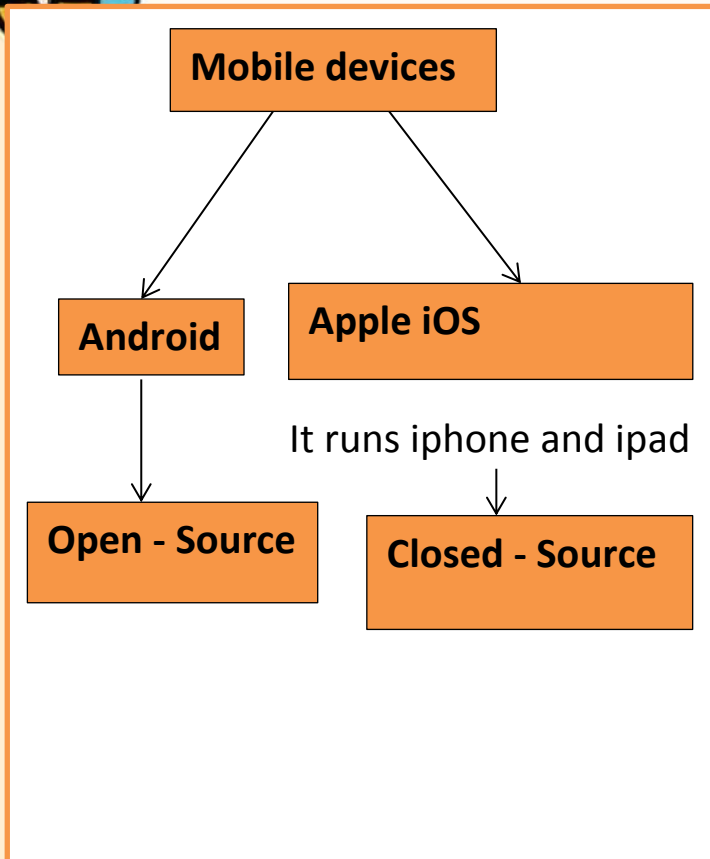 Mobile devices
Android
Apple iOS
It runs iphone and ipad
Open - Source
Closed - Source